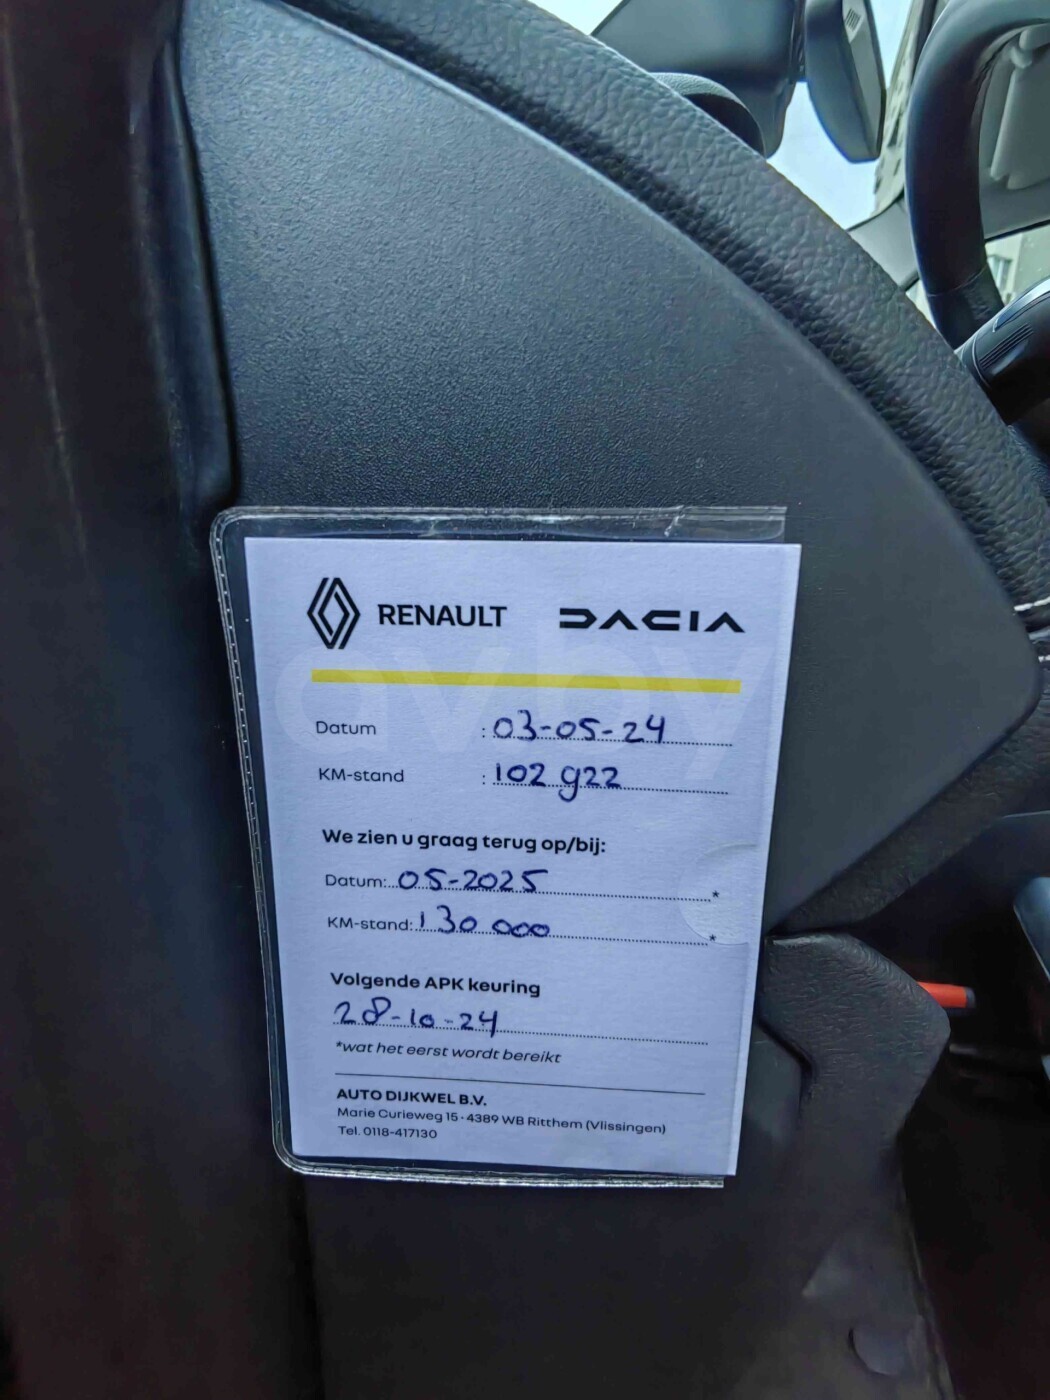 RENAULT DACIA
Datum : 03-05-24
KM-stand : 102 922
We zien u graag terug op/bij:
Datum: 05-2025 *
KM-stand: 130 000 *
Volgende APK keuring
28-10-24
*wat het eerst wordt bereikt
AUTO DIJKWEL B.V.
Marie Curieweg 15 · 4389 WB Ritthem (Vlissingen)
Tel. 0118-417130
av.by